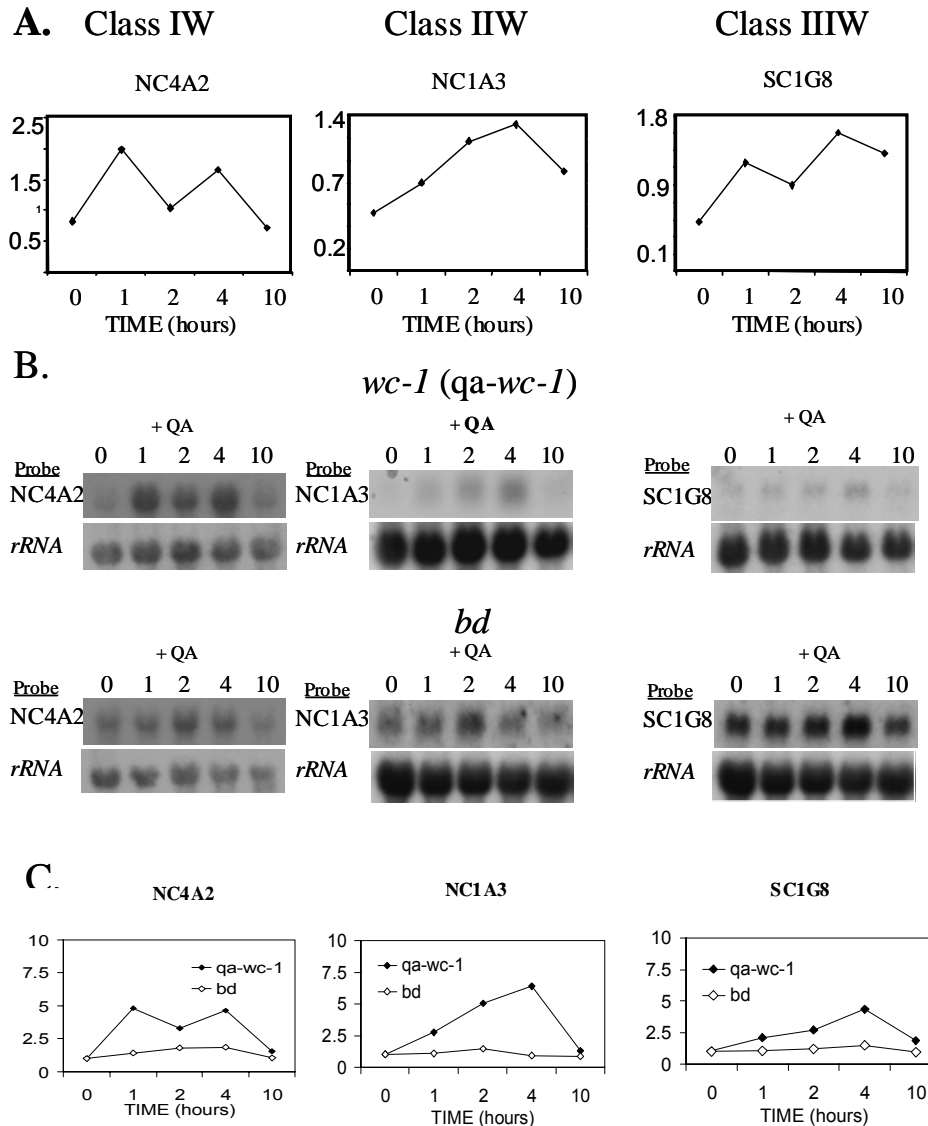 A. Class IW Class IIW Class IIIW
NC4A2 NC1A3 SC1G8
2.5 1.4 1.8
1.5 0.7 0.9
1
0.5 0.2 0.1
0 1 2 4 10 0 1 2 4 10 0 1 2 4 10
TIME (hours) TIME (hours) TIME (hours)
B.
wc-1 (qa-wc-1)
+ QA + QA + QA
0 1 2 4 10 0 1 2 4 10 0 1 2 4 10
Probe Probe Probe
NC4A2 NC1A3 SC1G8
rRNA rRNA rRNA
bd
+ QA + QA + QA
0 1 2 4 10 0 1 2 4 10 0 1 2 4 10
Probe Probe Probe
NC4A2 NC1A3 SC1G8
rRNA rRNA rRNA
C.
NC4A2 NC1A3 SC1G8
10 10 10
7.5 qa-wc-1 7.5 qa-wc-1 7.5 qa-wc-1
bd bd bd
5 5 5
2.5 2.5 2.5
0 0 0
0 1 2 4 10 0 1 2 4 10 0 1 2 4 10
TIME (hours) TIME (hours) TIME (hours)